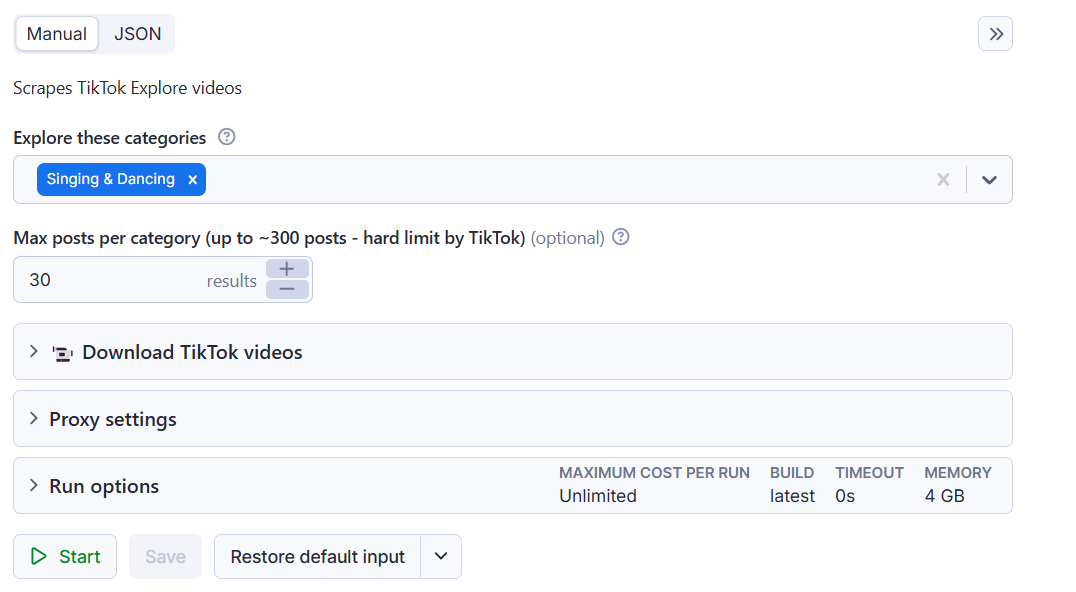 Manual JSON
Scrapes TikTok Explore videos
Explore these categories
Singing & Dancing
Max posts per category (up to ~300 posts - hard limit by TikTok) (optional)
30 results
Download TikTok videos
Proxy settings
Run options
MAXIMUM COST PER RUN BUILD TIMEOUT MEMORY
Unlimited latest 0s 4 GB
Start Save Restore default input